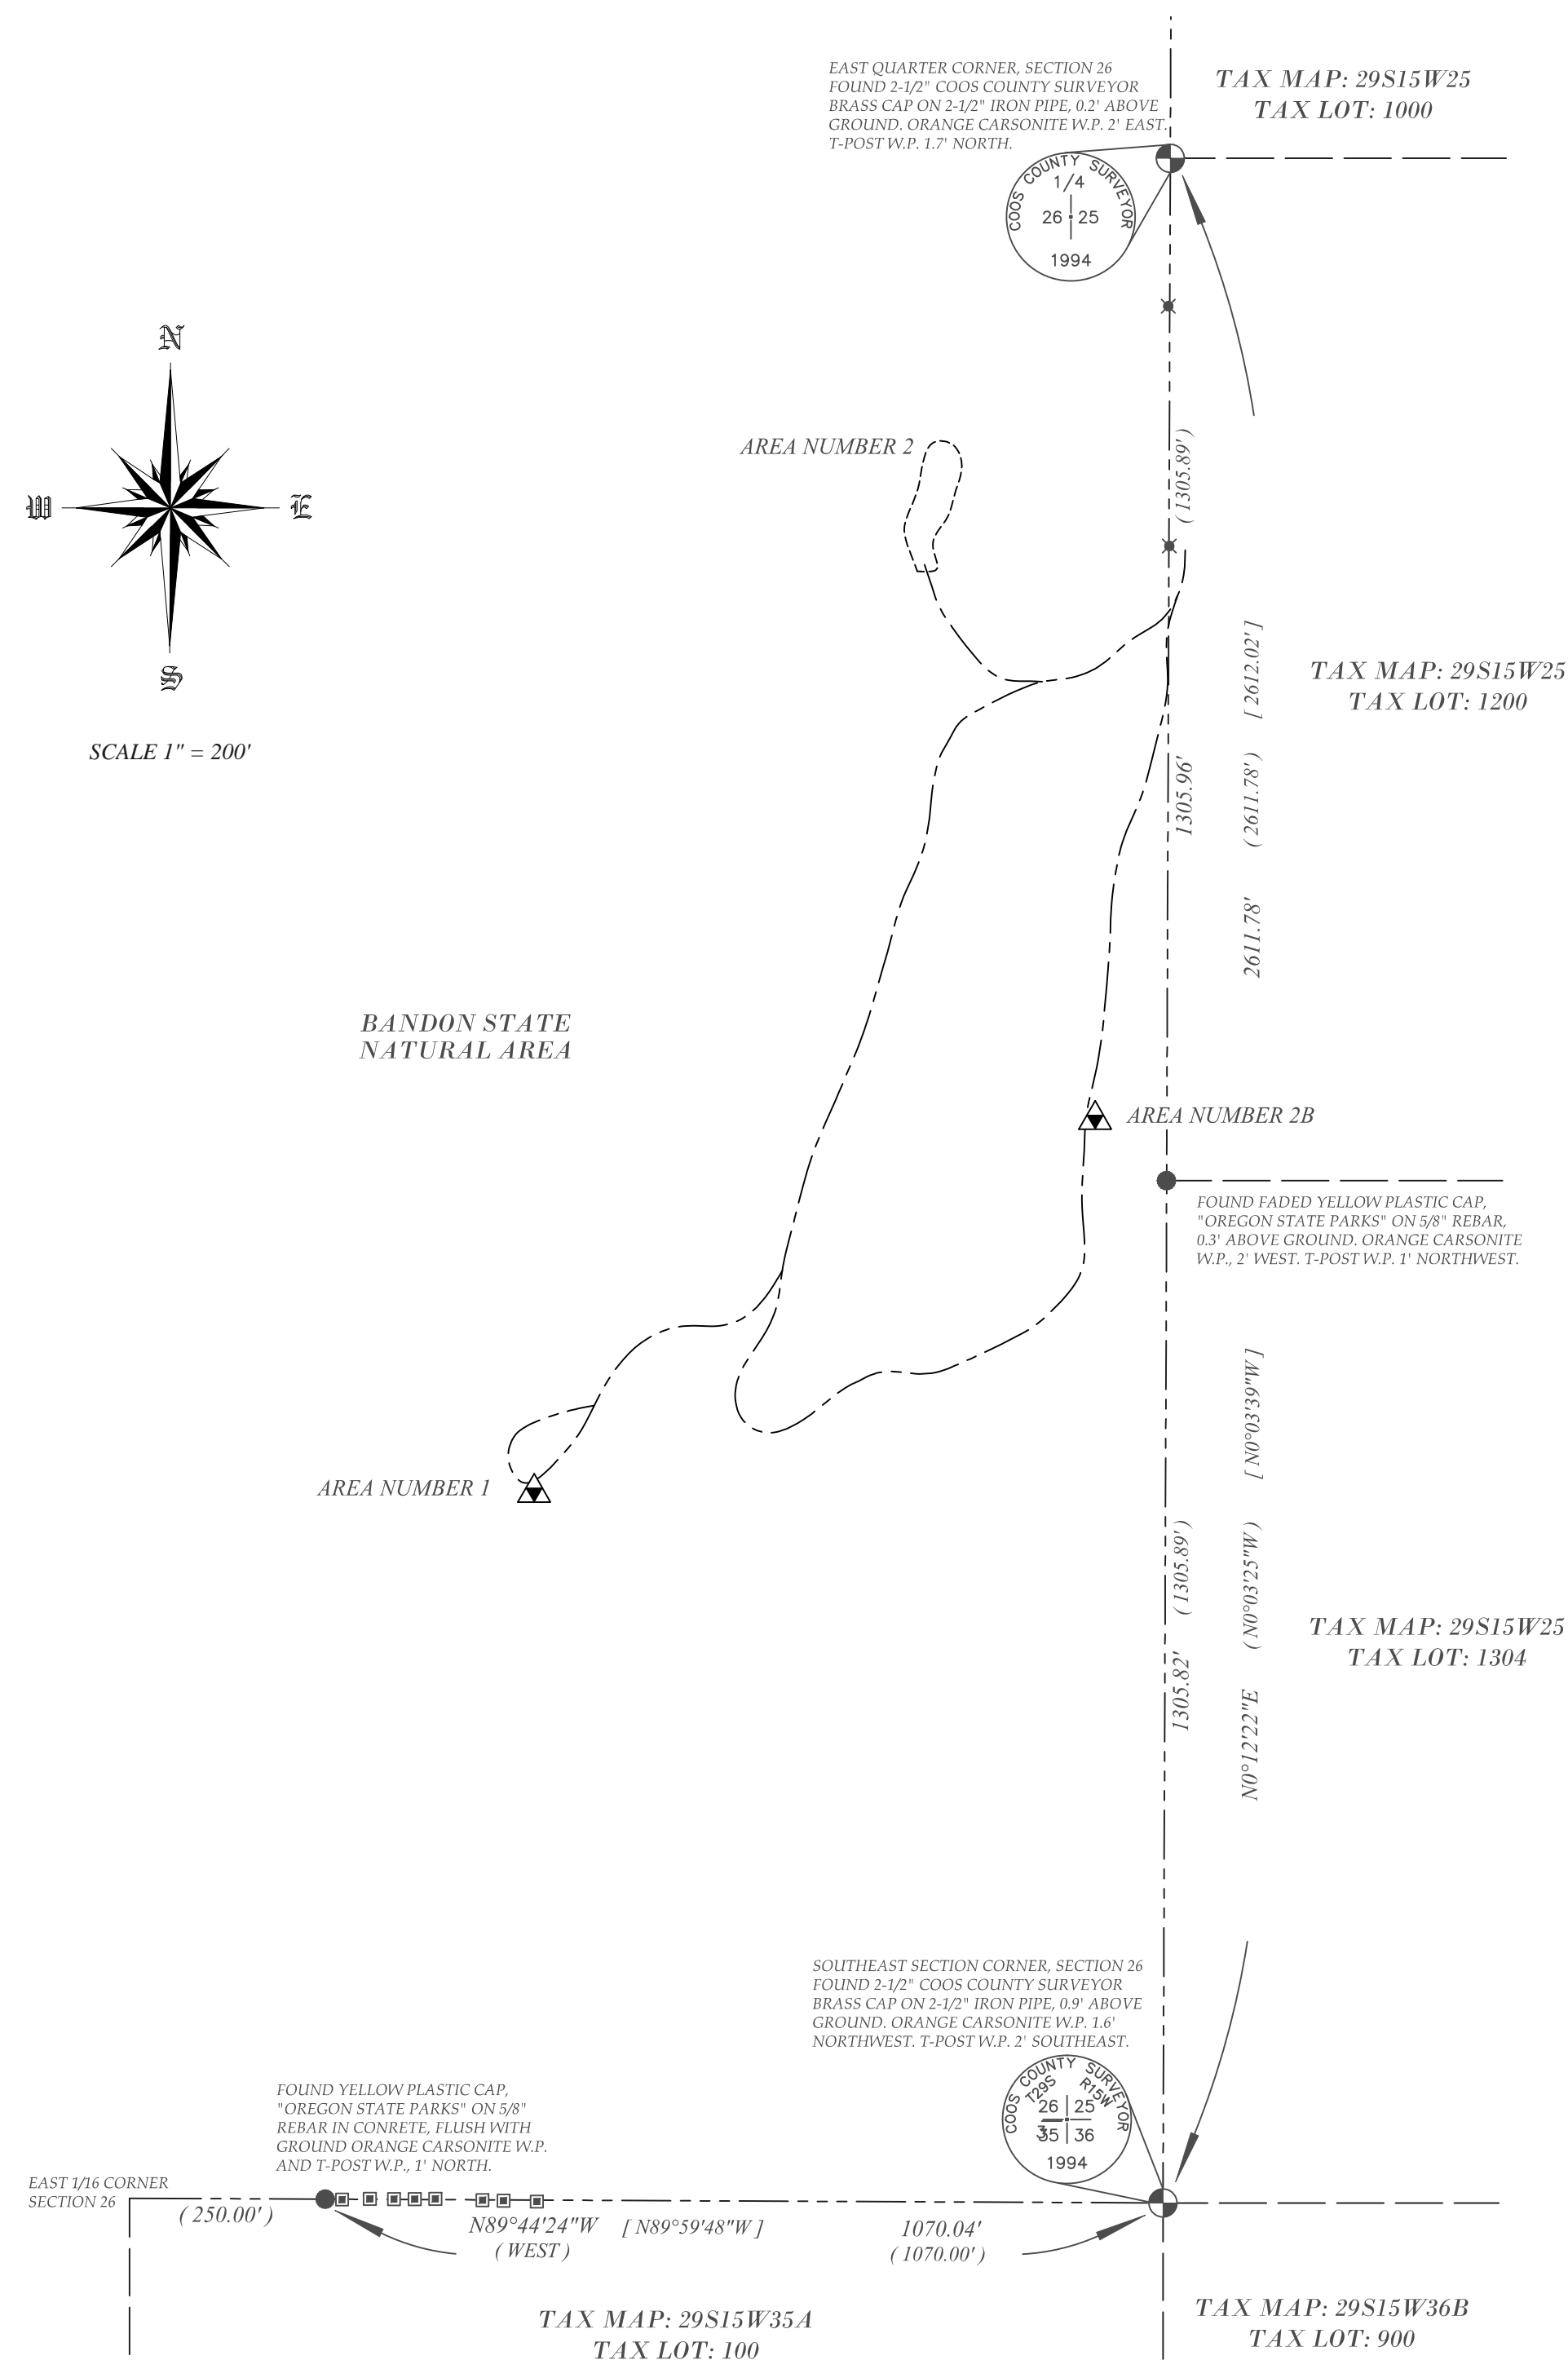 EAST QUARTER CORNER, SECTION 26
FOUND 2-1/2" COOS COUNTY SURVEYOR
BRASS CAP ON 2-1/2" IRON PIPE, 0.2' ABOVE
GROUND. ORANGE CARSONITE W.P. 2' EAST.
T-POST W.P. 1.7' NORTH.
TAX MAP: 29S15W25
TAX LOT: 1000
COOS COUNTY SURVEYOR
1/4
26 25
1994
N
W E
S
SCALE 1" = 200'
AREA NUMBER 2
( 1305.89' )
[ 2612.02' ]
TAX MAP: 29S15W25
TAX LOT: 1200
1305.96'
( 2611.78' )
2611.78'
BANDON STATE
NATURAL AREA
AREA NUMBER 2B
FOUND FADED YELLOW PLASTIC CAP,
"OREGON STATE PARKS" ON 5/8" REBAR,
0.3' ABOVE GROUND. ORANGE CARSONITE
W.P., 2' WEST. T-POST W.P. 1' NORTHWEST.
[ N0°03'39"W ]
AREA NUMBER 1
( 1305.89' )
( N0°03'25"W )
TAX MAP: 29S15W25
TAX LOT: 1304
1305.82'
N0°12'22"E
SOUTHEAST SECTION CORNER, SECTION 26
FOUND 2-1/2" COOS COUNTY SURVEYOR
BRASS CAP ON 2-1/2" IRON PIPE, 0.9' ABOVE
GROUND. ORANGE CARSONITE W.P. 1.6'
NORTHWEST. T-POST W.P. 2' SOUTHEAST.
COOS COUNTY SURVEYOR
T29S R15W
26 25
35 36
1994
FOUND YELLOW PLASTIC CAP,
"OREGON STATE PARKS" ON 5/8"
REBAR IN CONRETE, FLUSH WITH
GROUND ORANGE CARSONITE W.P.
AND T-POST W.P., 1' NORTH.
EAST 1/16 CORNER
SECTION 26
( 250.00' )
N89°44'24"W [ N89°59'48"W ]
( WEST )
1070.04'
( 1070.00' )
TAX MAP: 29S15W35A
TAX LOT: 100
TAX MAP: 29S15W36B
TAX LOT: 900